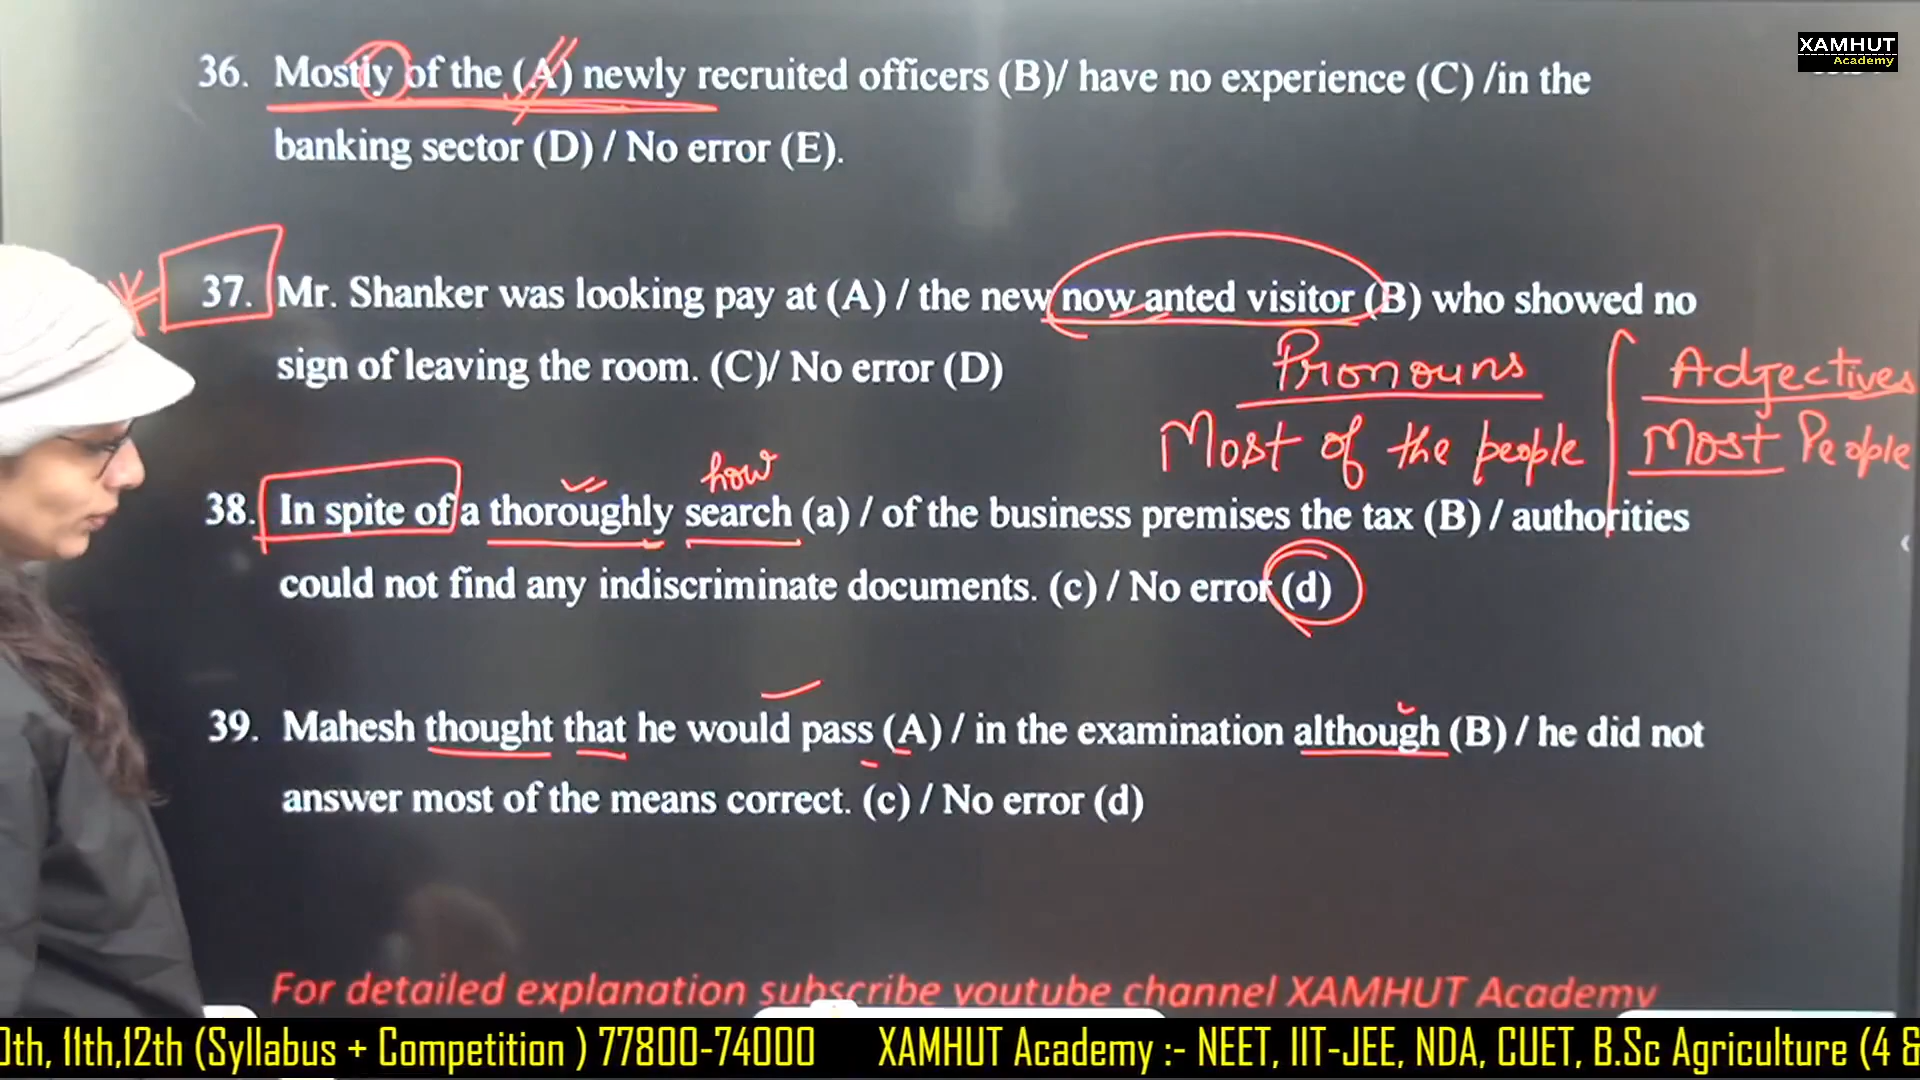 XAMHUT
Academy
36. Mostly of the (A) newly recruited officers (B)/ have no experience (C) /in the
banking sector (D) / No error (E).
37. Mr. Shanker was looking pay at (A) / the new now anted visitor (B) who showed no
sign of leaving the room. (C)/ No error (D)
Pronouns
Adjectives
Most of the people
Most People
how
38. In spite of a thoroughly search (a) / of the business premises the tax (B) / authorities
could not find any indiscriminate documents. (c) / No error (d)
39. Mahesh thought that he would pass (A) / in the examination although (B) / he did not
answer most of the means correct. (c) / No error (d)
For detailed explanation subscribe youtube channel XAMHUT Academy
0th, 11th,12th (Syllabus + Competition ) 77800-74000 XAMHUT Academy :- NEET, IIT-JEE, NDA, CUET, B.Sc Agriculture (4 &